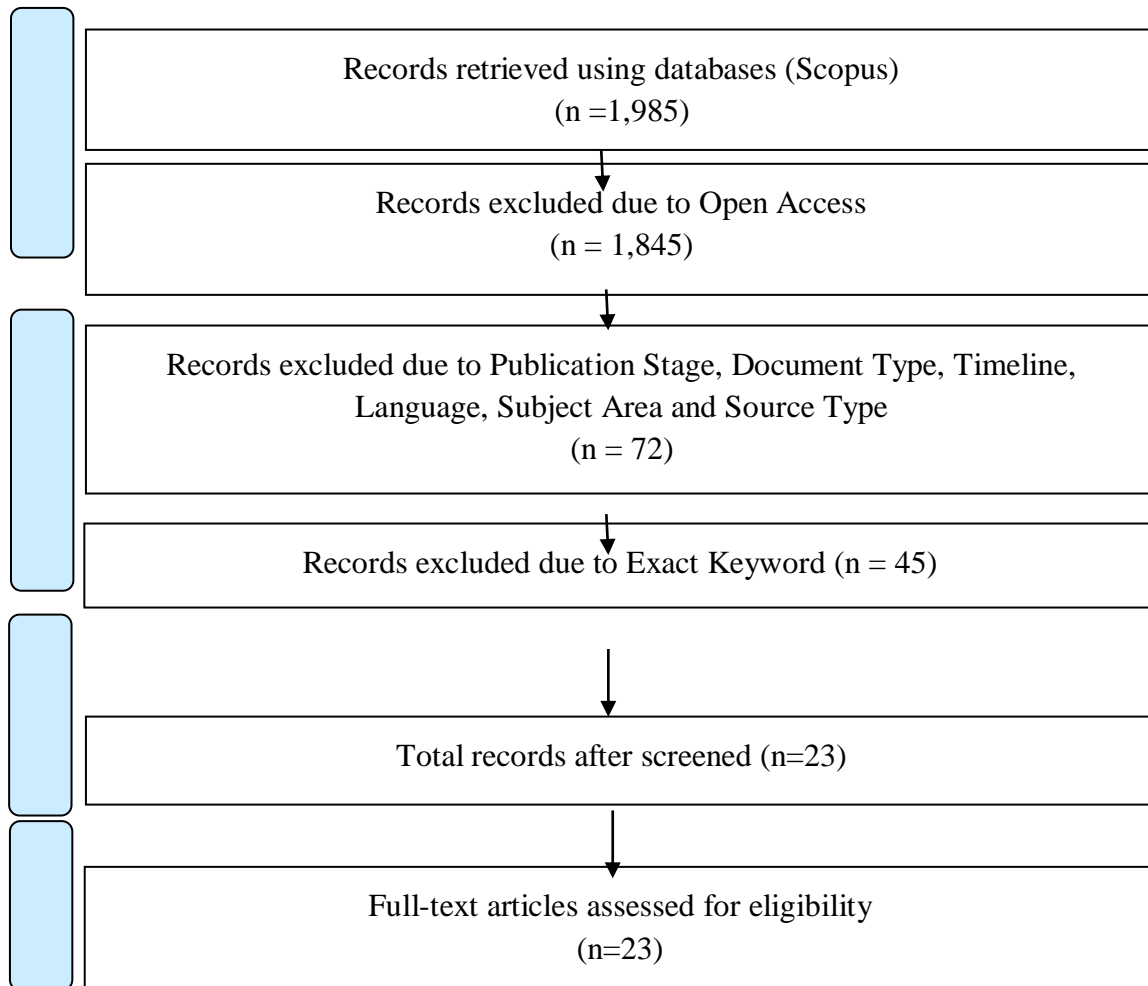 Records retrieved using databases (Scopus)
(n =1,985)
Records excluded due to Open Access
(n = 1,845)
Records excluded due to Publication Stage, Document Type, Timeline,
Language, Subject Area and Source Type
(n = 72)
Records excluded due to Exact Keyword (n = 45)
Total records after screened (n=23)
Full-text articles assessed for eligibility
(n=23)